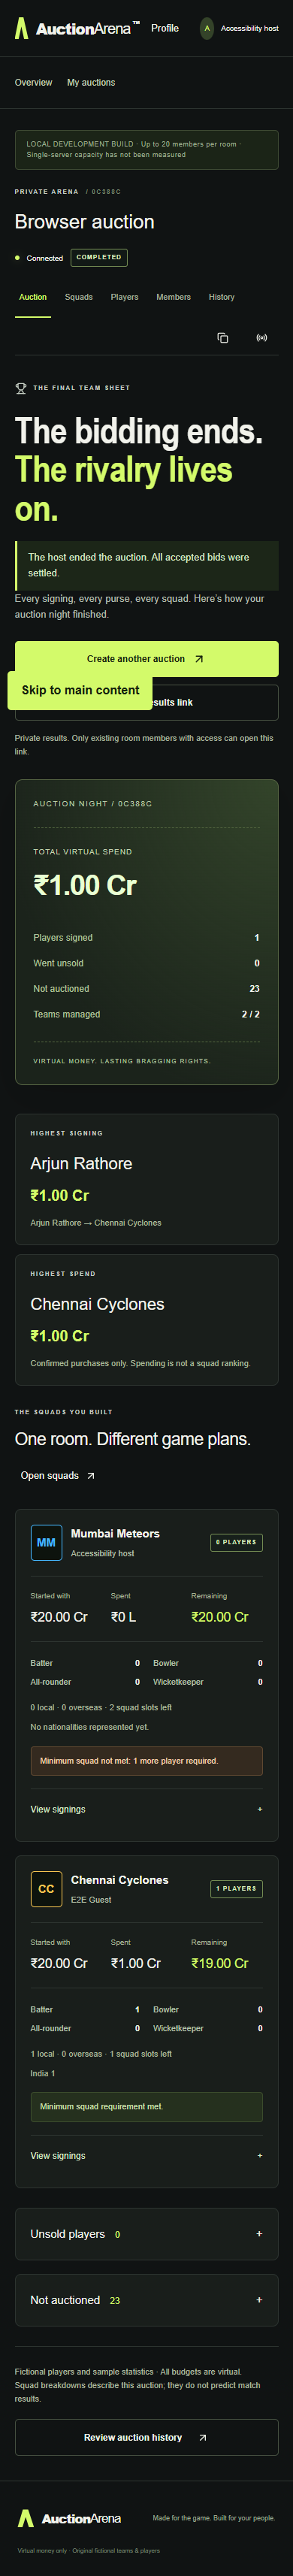 AuctionArena™ Profile A Accessibility host
Overview My auctions
LOCAL DEVELOPMENT BUILD · Up to 20 members per room ·
Single-server capacity has not been measured
PRIVATE ARENA / 0C388C
Browser auction
Connected COMPLETED
Auction Squads Players Members History
THE FINAL TEAM SHEET
The bidding ends.
The rivalry lives
on.
The host ended the auction. All accepted bids were
settled.
Every signing, every purse, every squad. Here's how your
auction night finished.
Create another auction
Skip to main content
sults link
Private results. Only existing room members with access can open this
link.
AUCTION NIGHT / 0C388C
TOTAL VIRTUAL SPEND
₹1.00 Cr
Players signed 1
Went unsold 0
Not auctioned 23
Teams managed 2 / 2
VIRTUAL MONEY. LASTING BRAGGING RIGHTS.
HIGHEST SIGNING
Arjun Rathore
₹1.00 Cr
Arjun Rathore → Chennai Cyclones
HIGHEST SPEND
Chennai Cyclones
₹1.00 Cr
Confirmed purchases only. Spending is not a squad ranking.
THE SQUADS YOU BUILT
One room. Different game plans.
Open squads
MM Mumbai Meteors 0 PLAYERS
Accessibility host
Started with Spent Remaining
₹20.00 Cr ₹0 L ₹20.00 Cr
Batter 0 Bowler 0
All-rounder 0 Wicketkeeper 0
0 local · 0 overseas · 2 squad slots left
No nationalities represented yet.
Minimum squad not met: 1 more player required.
View signings +
CC Chennai Cyclones 1 PLAYERS
E2E Guest
Started with Spent Remaining
₹20.00 Cr ₹1.00 Cr ₹19.00 Cr
Batter 1 Bowler 0
All-rounder 0 Wicketkeeper 0
1 local · 0 overseas · 1 squad slots left
India 1
Minimum squad requirement met.
View signings +
Unsold players 0 +
Not auctioned 23 +
Fictional players and sample statistics · All budgets are virtual.
Squad breakdowns describe this auction; they do not predict match
results.
Review auction history
AuctionArena Made for the game. Built for your people.
Virtual money only · Original fictional teams & players